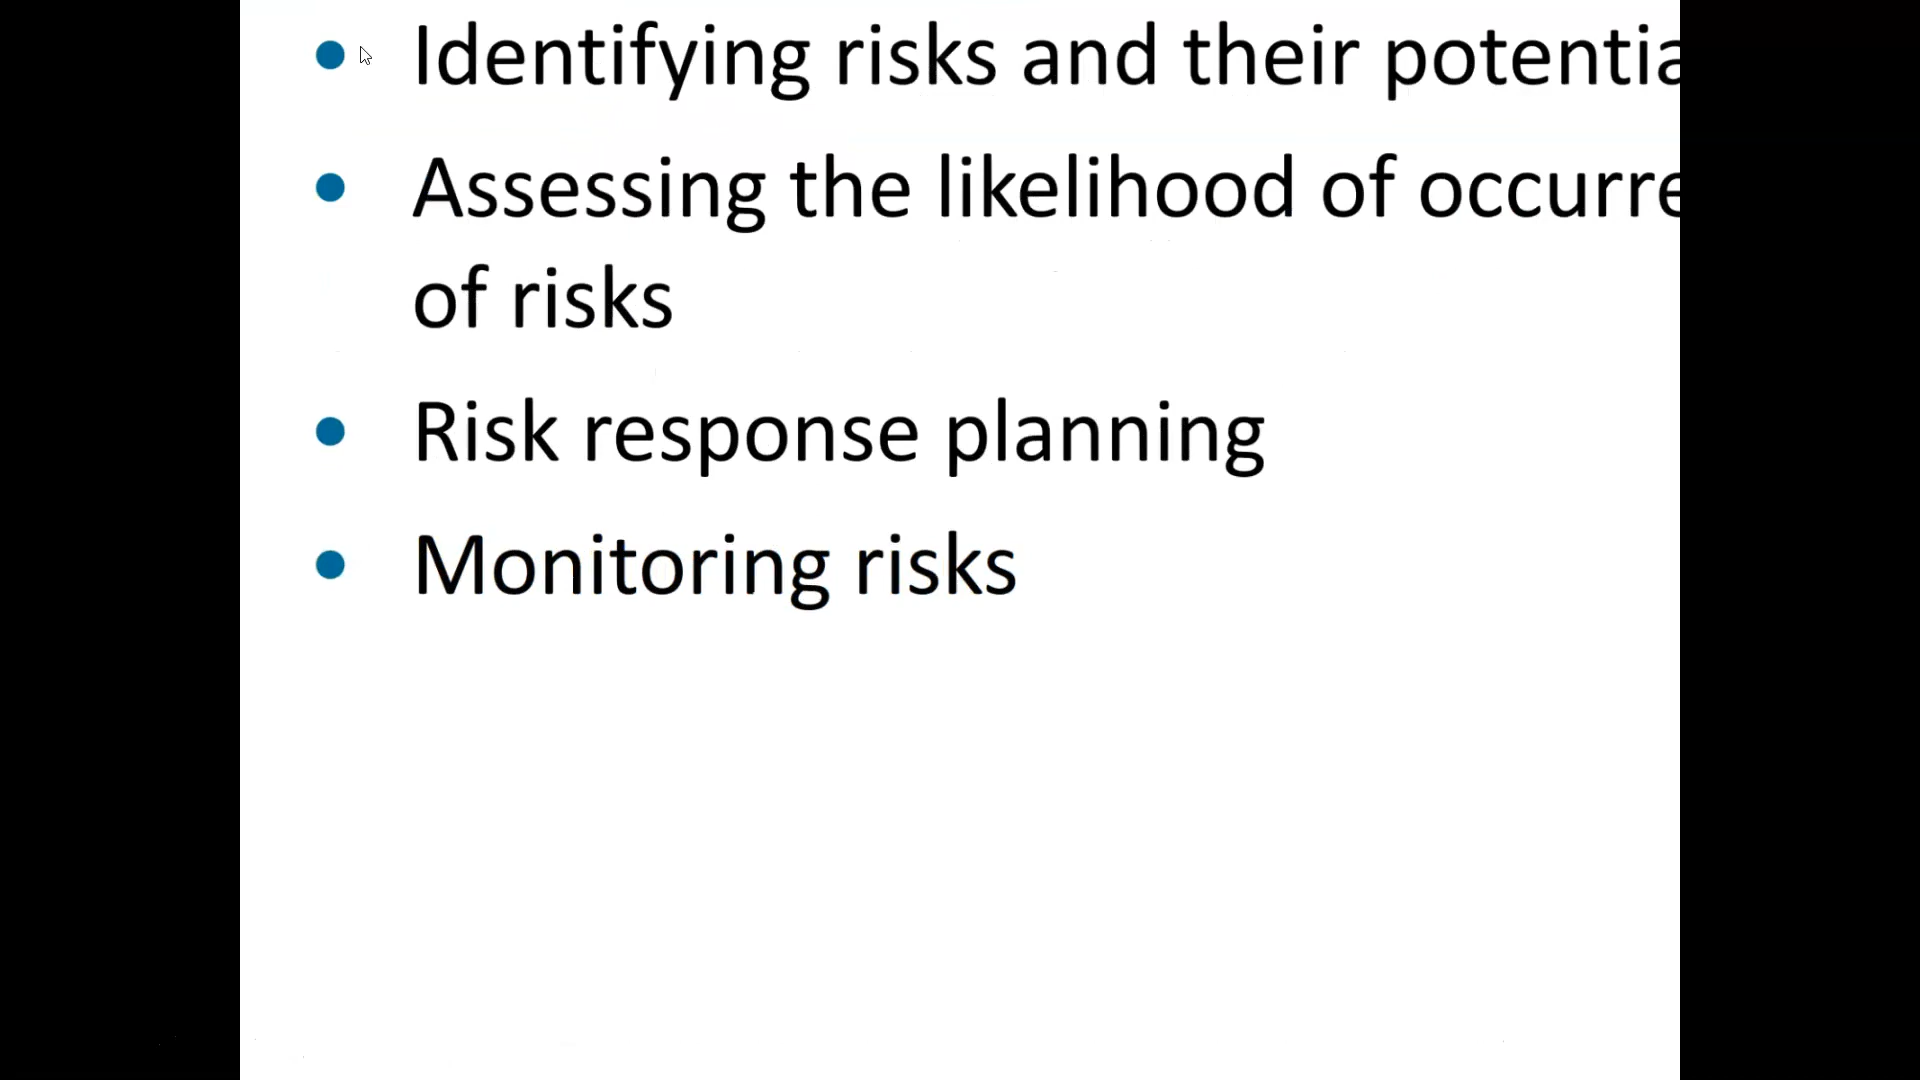 • Identifying risks and their potentia
• Assessing the likelihood of occurre
of risks
• Risk response planning
• Monitoring risks